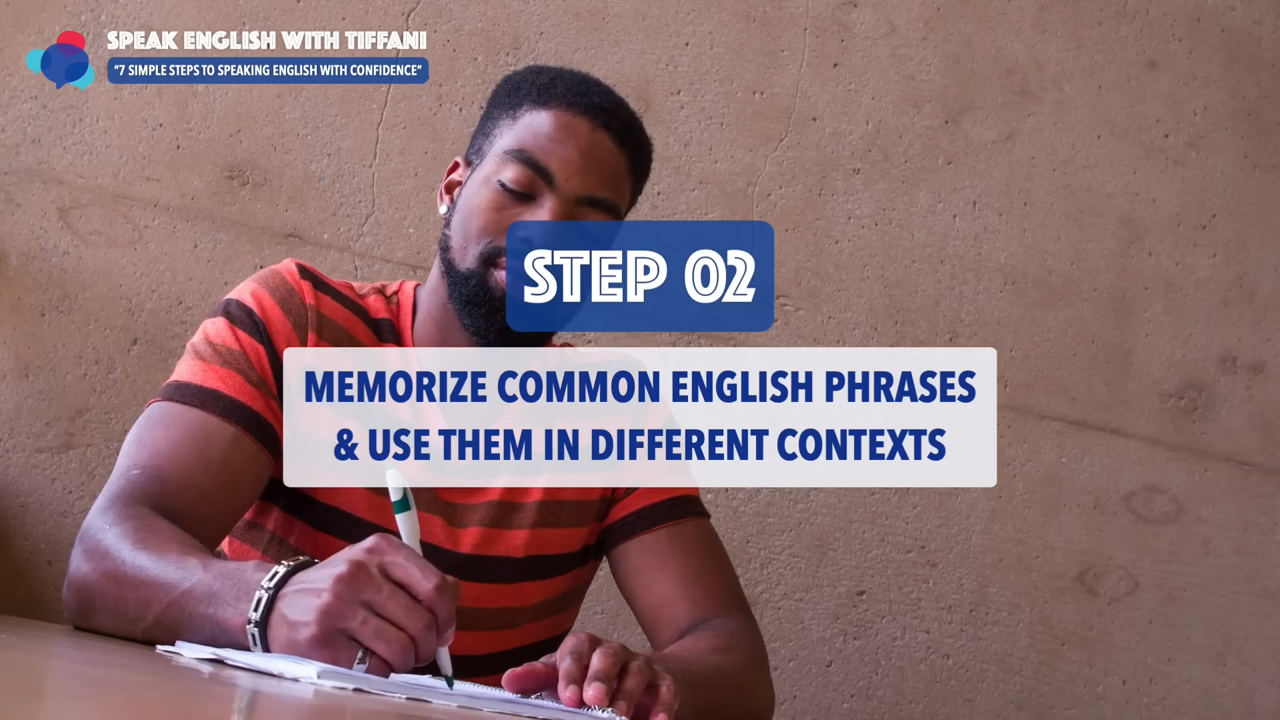 SPEAK ENGLISH WITH TIFFANI
"7 SIMPLE STEPS TO SPEAKING ENGLISH WITH CONFIDENCE"
STEP 02
MEMORIZE COMMON ENGLISH PHRASES
& USE THEM IN DIFFERENT CONTEXTS